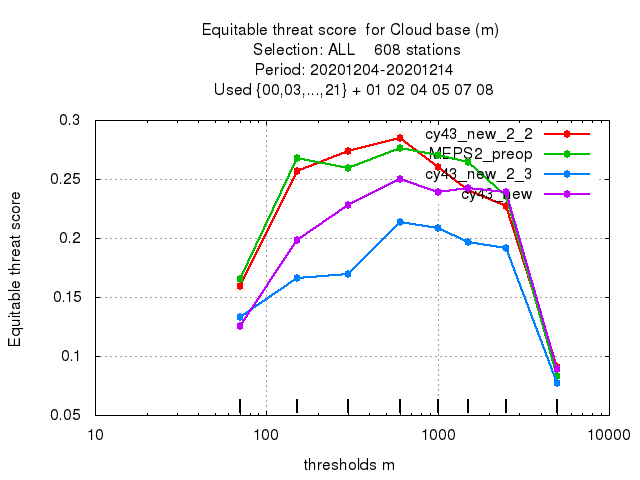 Equitable threat score  for Cloud base (m)
Selection: ALL    608 stations
Period: 20201204-20201214
Used {00,03,...,21} + 01 02 04 05 07 08
0.3
0.25
0.2
0.15
0.1
0.05
Equitable threat score
cy43_new_2_2
MEPS2_preop
cy43_new_2_3
cy43_new
10
100
1000
10000
thresholds m